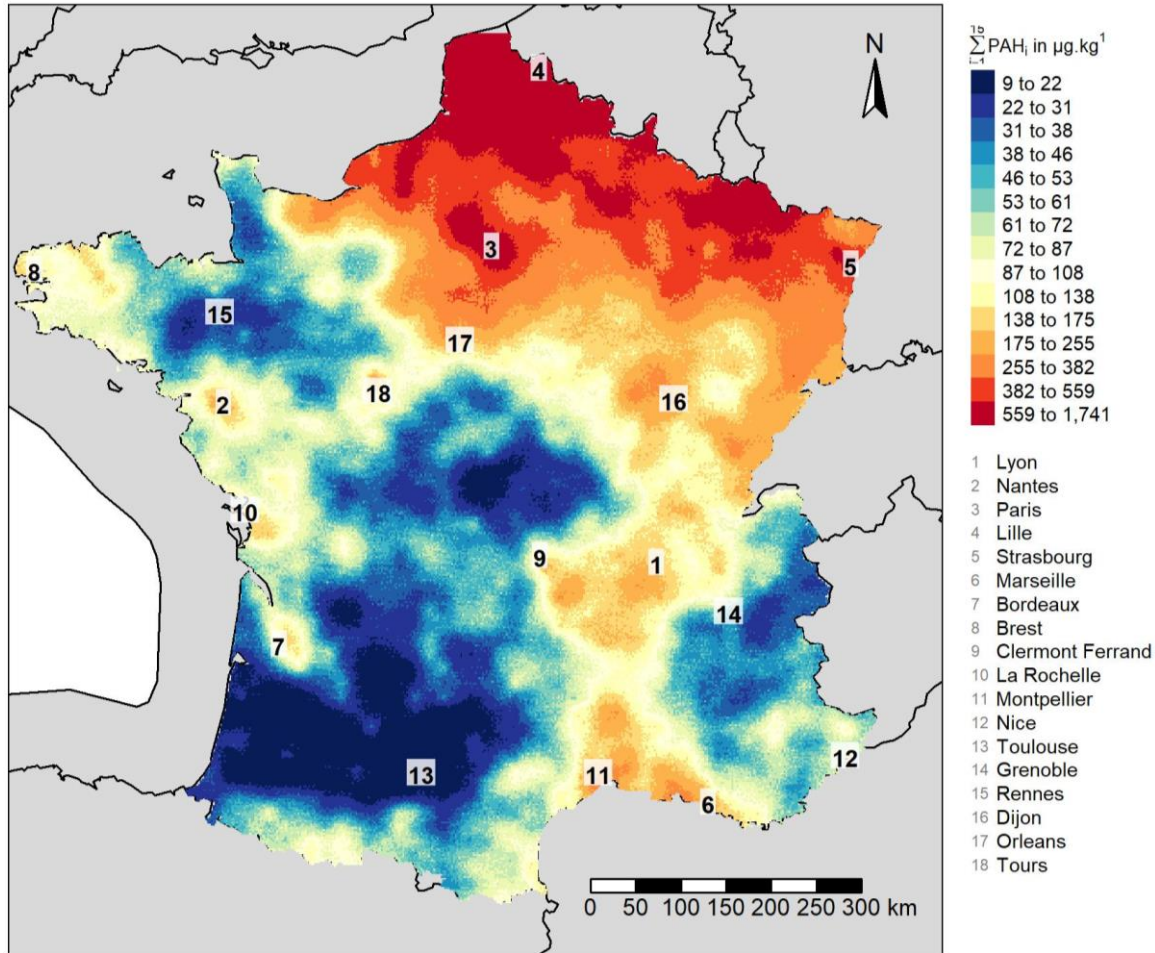 4
N
3
8
5
15
17
18
16
2
10
9
1
14
7
12
13
11
6
0 50 100 150 200 250 300 km
∑ PAHi in µg.kg1
9 to 22
22 to 31
31 to 38
38 to 46
46 to 53
53 to 61
61 to 72
72 to 87
87 to 108
108 to 138
138 to 175
175 to 255
255 to 382
382 to 559
559 to 1,741
1 Lyon
2 Nantes
3 Paris
4 Lille
5 Strasbourg
6 Marseille
7 Bordeaux
8 Brest
9 Clermont Ferrand
10 La Rochelle
11 Montpellier
12 Nice
13 Toulouse
14 Grenoble
15 Rennes
16 Dijon
17 Orleans
18 Tours